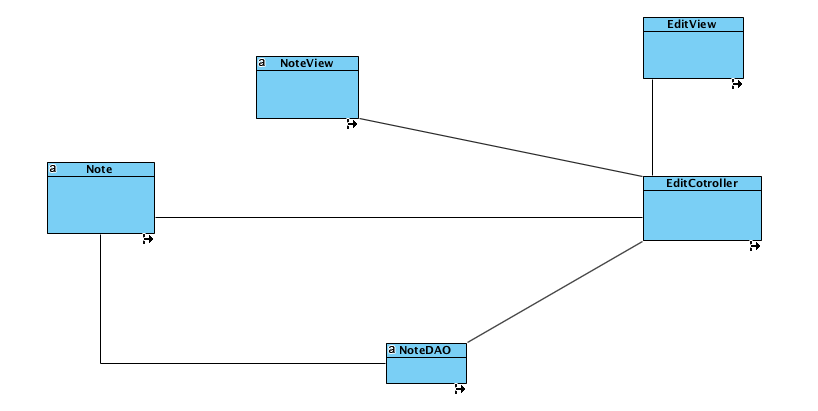 EditView
a NoteView
a Note
EditCotroller
a NoteDAO